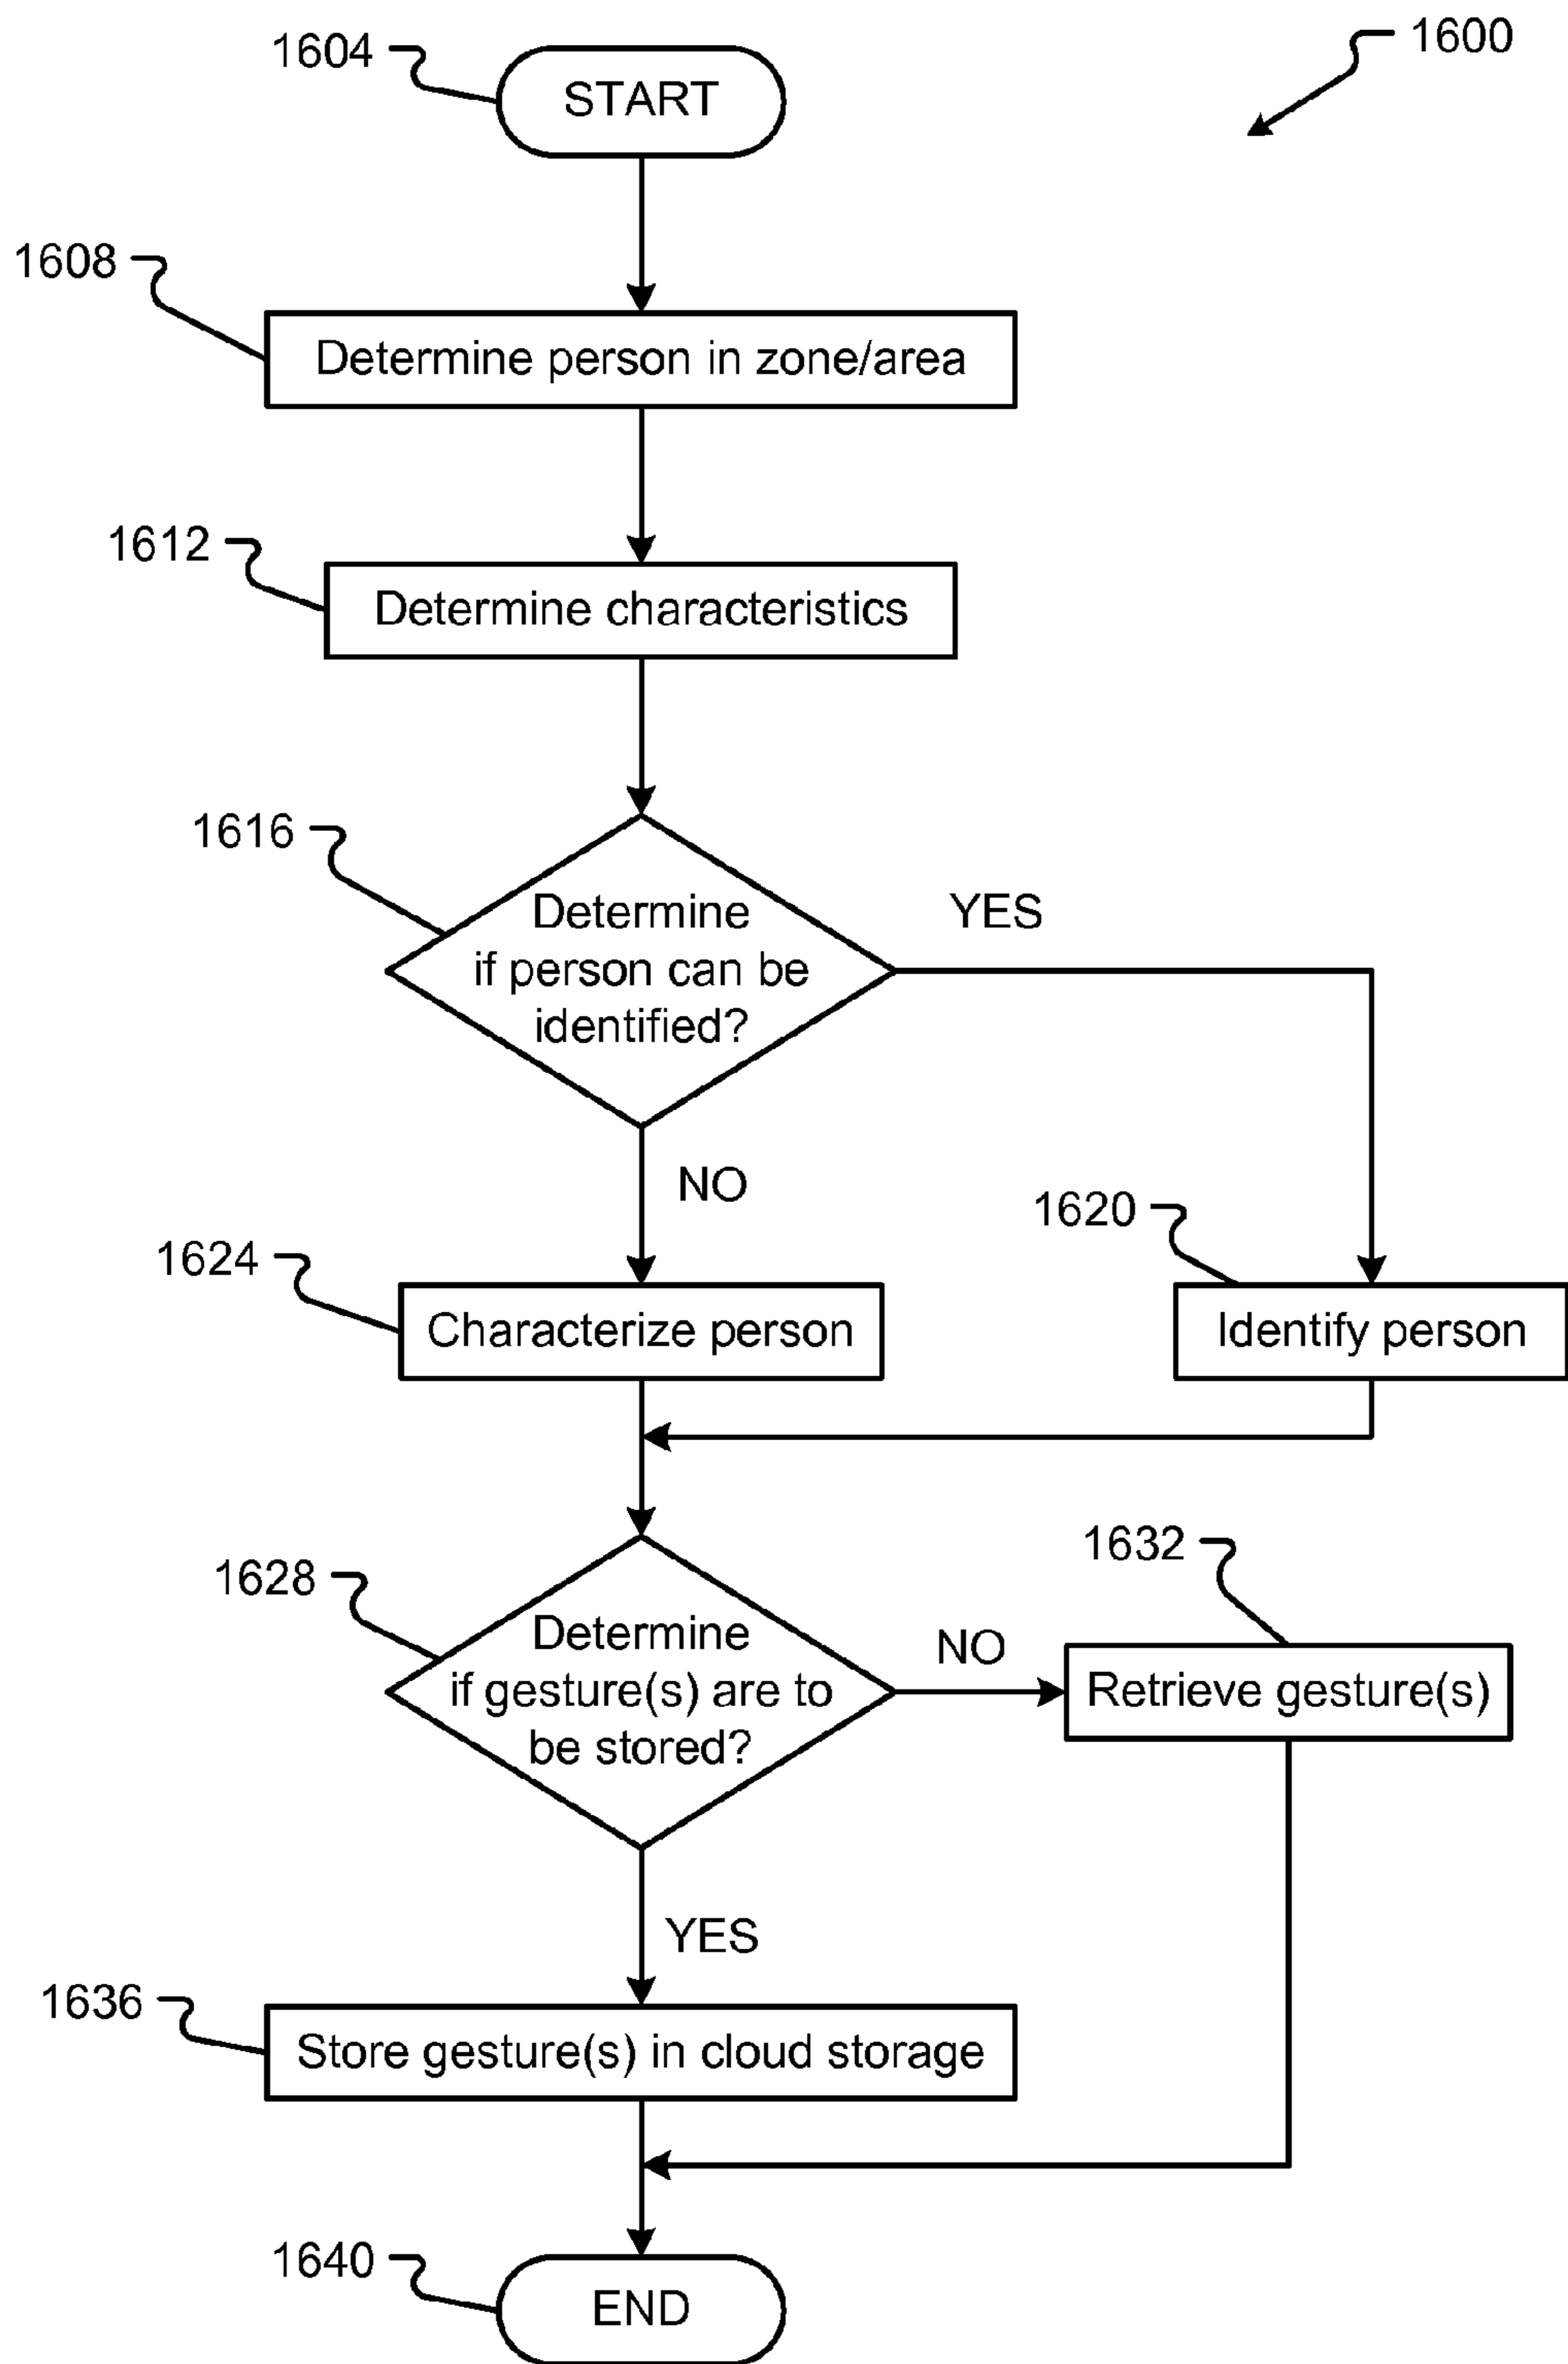 1600
1604
START
1608
Determine person in zone/area
1612
Determine characteristics
1616
Determine
if person can be
identified?
YES
NO
1620
1624
Characterize person
Identify person
1632
1628
Determine
if gesture(s) are to
be stored?
NO
Retrieve gesture(s)
YES
1636
Store gesture(s) in cloud storage
1640
END